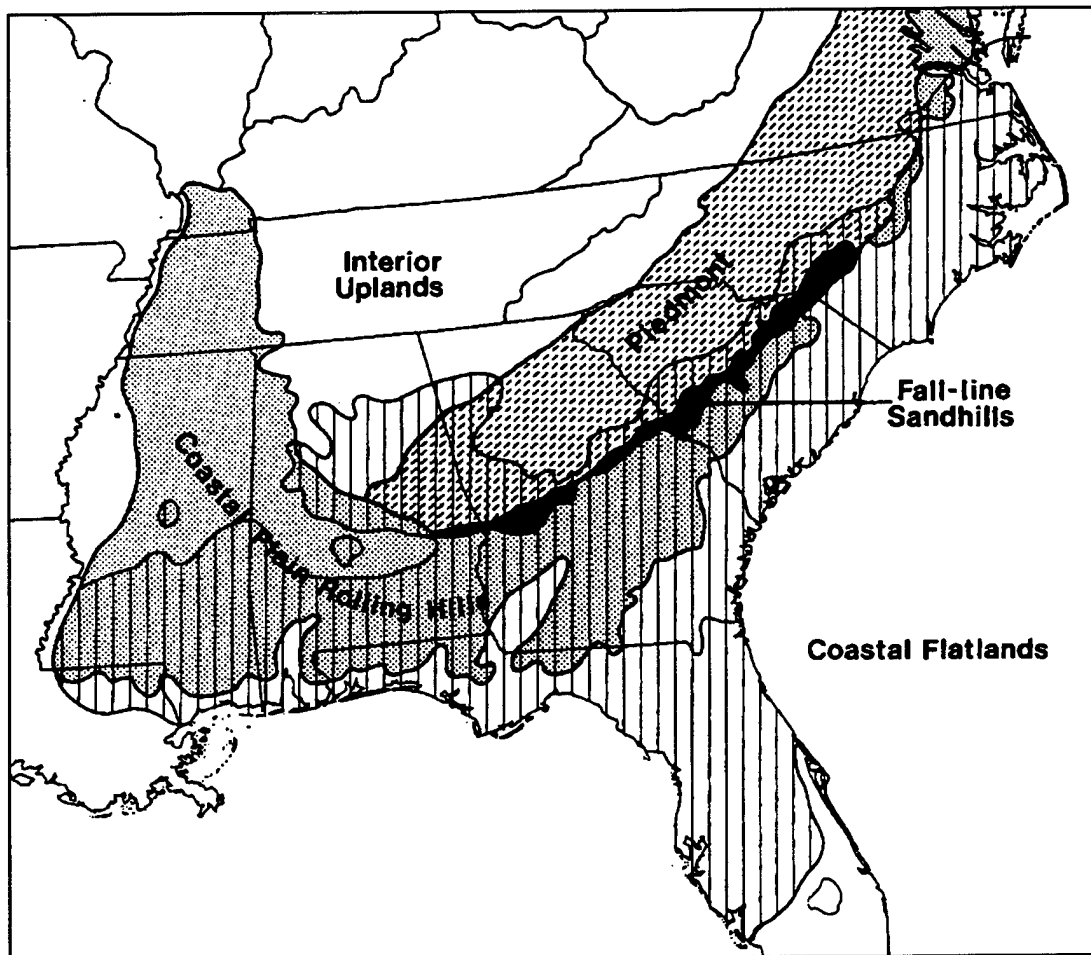 Interior
Uplands
Piedmont
Fall-line
Sandhills
Coastal Plain Rolling Hills
Coastal Flatlands